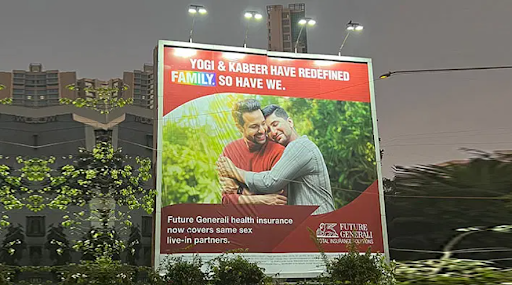 YOGI & KABEER HAVE REDEFINED
FAMILY. SO HAVE WE.
Future Generali health insurance
now covers same sex
live-in partners.
FUTURE
GENERALI
TOTAL INSURANCE SOLUTIONS